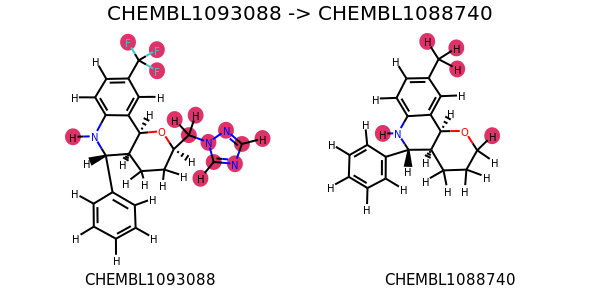 CHEMBL1093088 -> CHEMBL1088740
F F F H H H H N H H H O H H H H H H H N N N H H H H H H H
H H H H H H H N H H O H H H H H H H H H H H
CHEMBL1093088 CHEMBL1088740